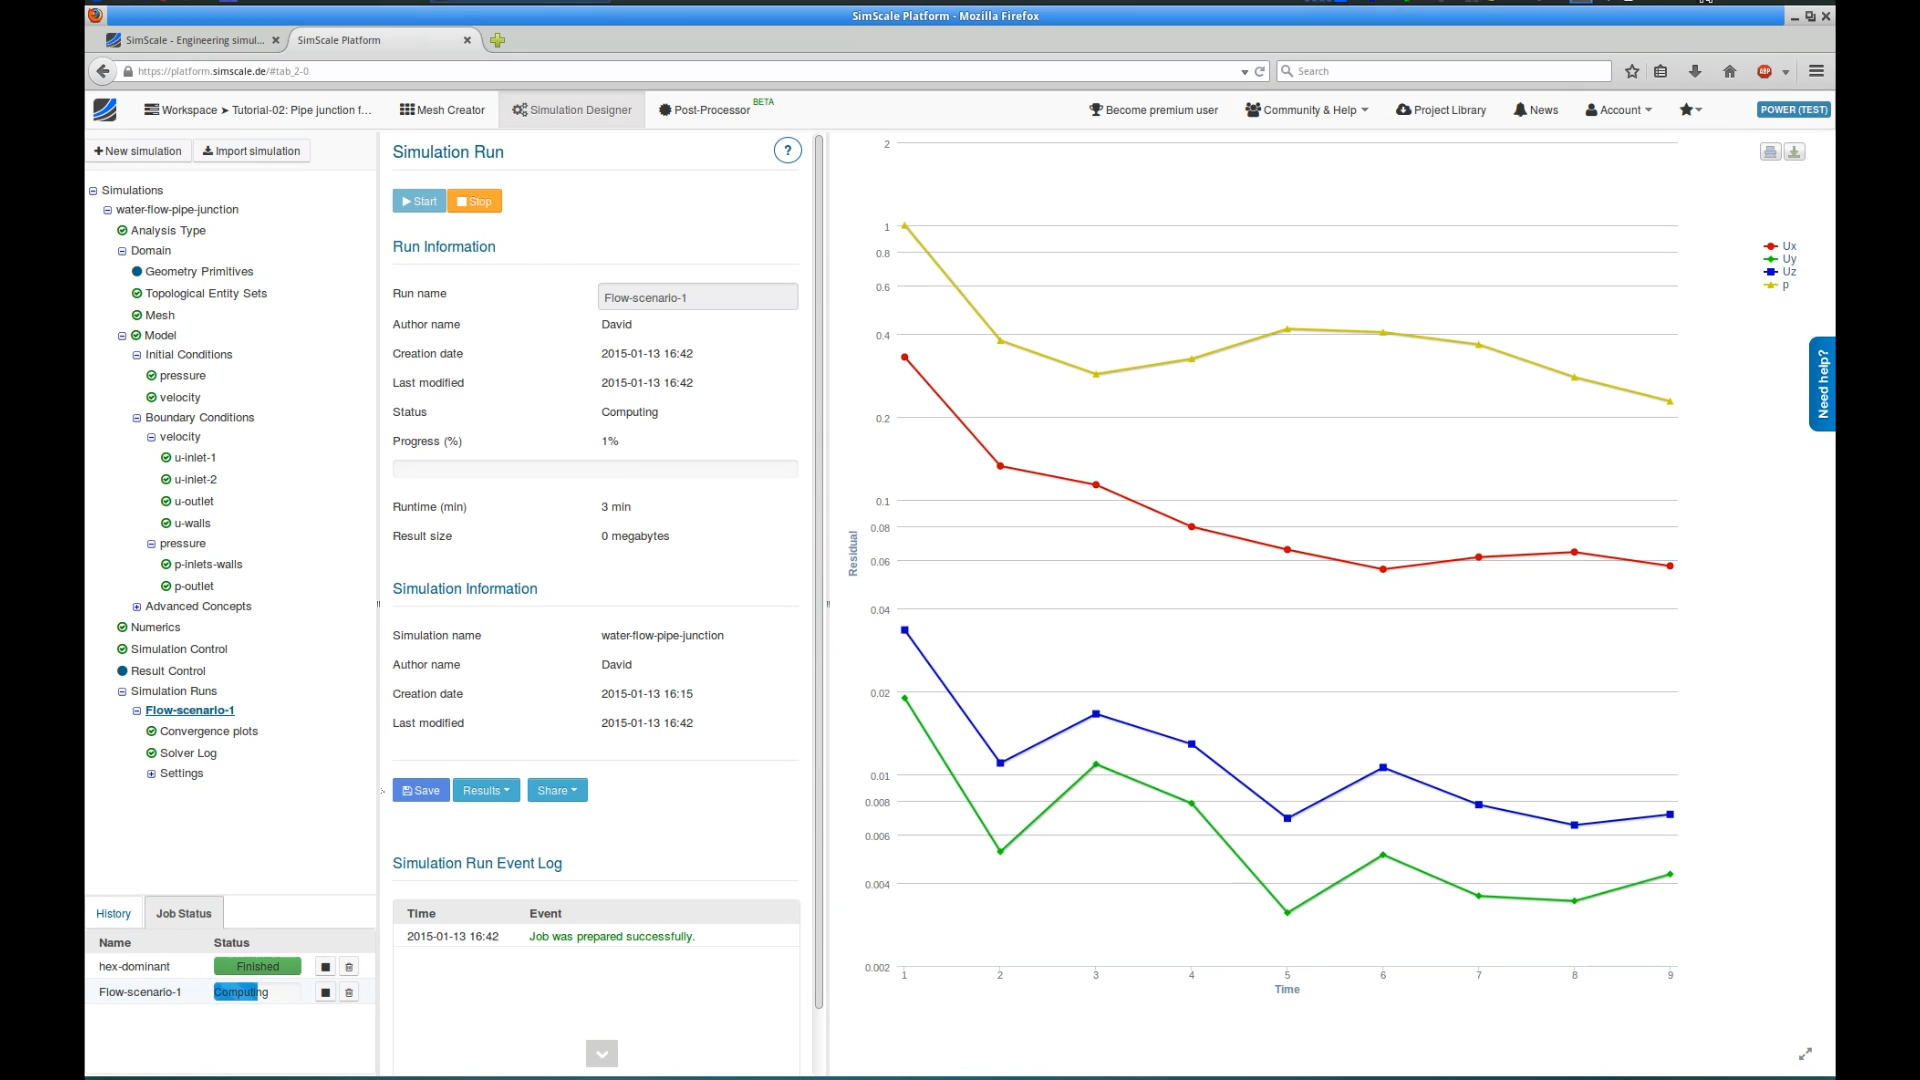 SimScale Platform - Mozilla Firefox
SimScale - Engineering simul...
SimScale Platform
https://platform.simscale.de/#tab_2-0
Search
ABP
Workspace ➤ Tutorial-02: Pipe junction f...
Mesh Creator
Simulation Designer
Post-Processor BETA
Become premium user
Community & Help
Project Library
News
Account
POWER (TEST)
New simulation
Import simulation
Simulations
water-flow-pipe-junction
Analysis Type
Domain
Geometry Primitives
Topological Entity Sets
Mesh
Model
Initial Conditions
pressure
velocity
Boundary Conditions
velocity
u-inlet-1
u-inlet-2
u-outlet
u-walls
pressure
p-inlets-walls
p-outlet
Advanced Concepts
Numerics
Simulation Control
Result Control
Simulation Runs
Flow-scenario-1
Convergence plots
Solver Log
Settings
History
Job Status
Name Status
hex-dominant Finished
Flow-scenario-1 Computing
Simulation Run
?
Start
Stop
Run Information
Run name Flow-scenario-1
Author name David
Creation date 2015-01-13 16:42
Last modified 2015-01-13 16:42
Status Computing
Progress (%) 1%
Runtime (min) 3 min
Result size 0 megabytes
Simulation Information
Simulation name water-flow-pipe-junction
Author name David
Creation date 2015-01-13 16:15
Last modified 2015-01-13 16:42
Save
Results
Share
Simulation Run Event Log
Time Event
2015-01-13 16:42 Job was prepared successfully.
2
1
0.8
0.6
0.4
0.2
0.1
0.08
0.06
0.04
0.02
0.01
0.008
0.006
0.004
0.002
Residual
1 2 3 4 5 6 7 8 9
Time
Ux
Uy
Uz
p
Need help?